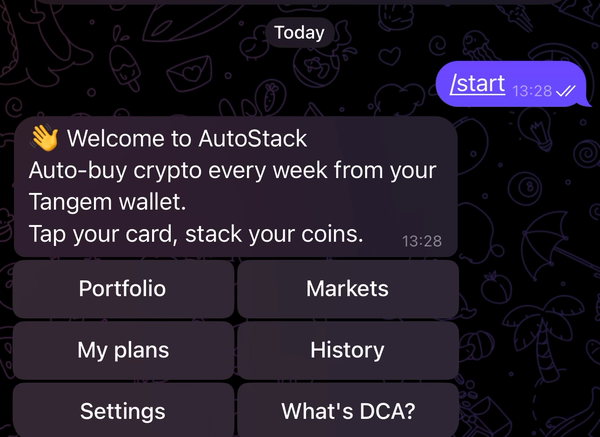 Today
/start 13:28
👋 Welcome to AutoStack
Auto-buy crypto every week from your
Tangem wallet.
Tap your card, stack your coins. 13:28
Portfolio
Markets
My plans
History
Settings
What's DCA?